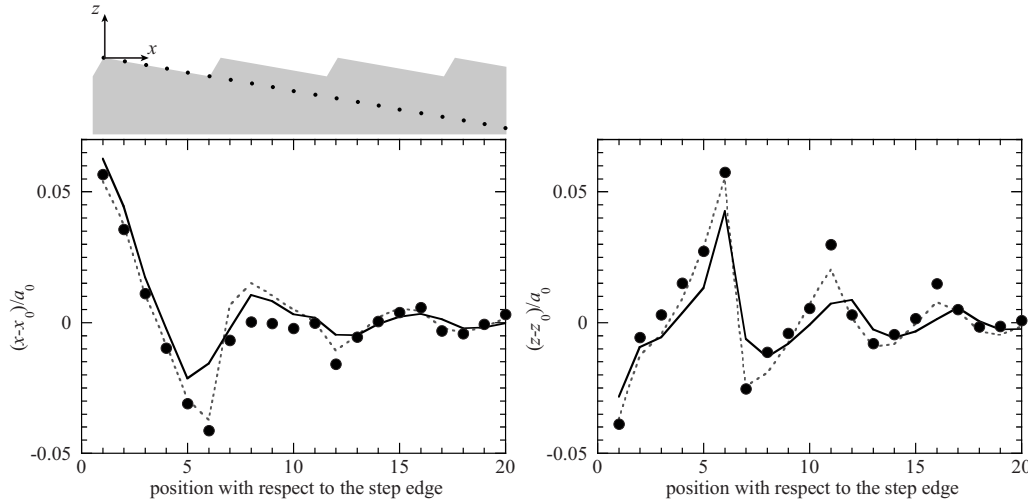 z
x
(x-x₀)/a₀
0.05
0
-0.05
0 5 10 15 20
position with respect to the step edge
(z-z₀)/a₀
0.05
0
-0.05
0 5 10 15 20
position with respect to the step edge